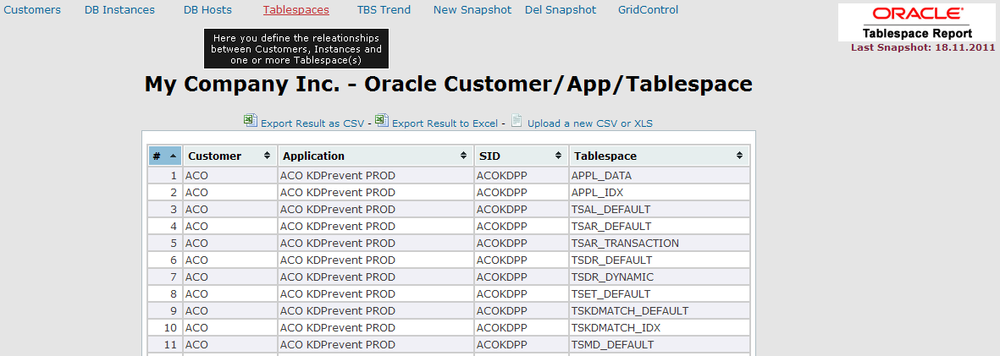 Customers DB Instances DB Hosts Tablespaces TBS Trend New Snapshot Del Snapshot GridControl
ORACLE
Tablespace Report
Last Snapshot: 18.11.2011
Here you define the releationships
between Customers, Instances and
one or more Tablespace(s)
My Company Inc. - Oracle Customer/App/Tablespace
Export Result as CSV - Export Result to Excel - Upload a new CSV or XLS
# Customer Application SID Tablespace
1 ACO ACO KDPrevent PROD ACOKDPP APPL_DATA
2 ACO ACO KDPrevent PROD ACOKDPP APPL_IDX
3 ACO ACO KDPrevent PROD ACOKDPP TSAL_DEFAULT
4 ACO ACO KDPrevent PROD ACOKDPP TSAR_DEFAULT
5 ACO ACO KDPrevent PROD ACOKDPP TSAR_TRANSACTION
6 ACO ACO KDPrevent PROD ACOKDPP TSDR_DEFAULT
7 ACO ACO KDPrevent PROD ACOKDPP TSDR_DYNAMIC
8 ACO ACO KDPrevent PROD ACOKDPP TSET_DEFAULT
9 ACO ACO KDPrevent PROD ACOKDPP TSKDMATCH_DEFAULT
10 ACO ACO KDPrevent PROD ACOKDPP TSKDMATCH_IDX
11 ACO ACO KDPrevent PROD ACOKDPP TSMD_DEFAULT